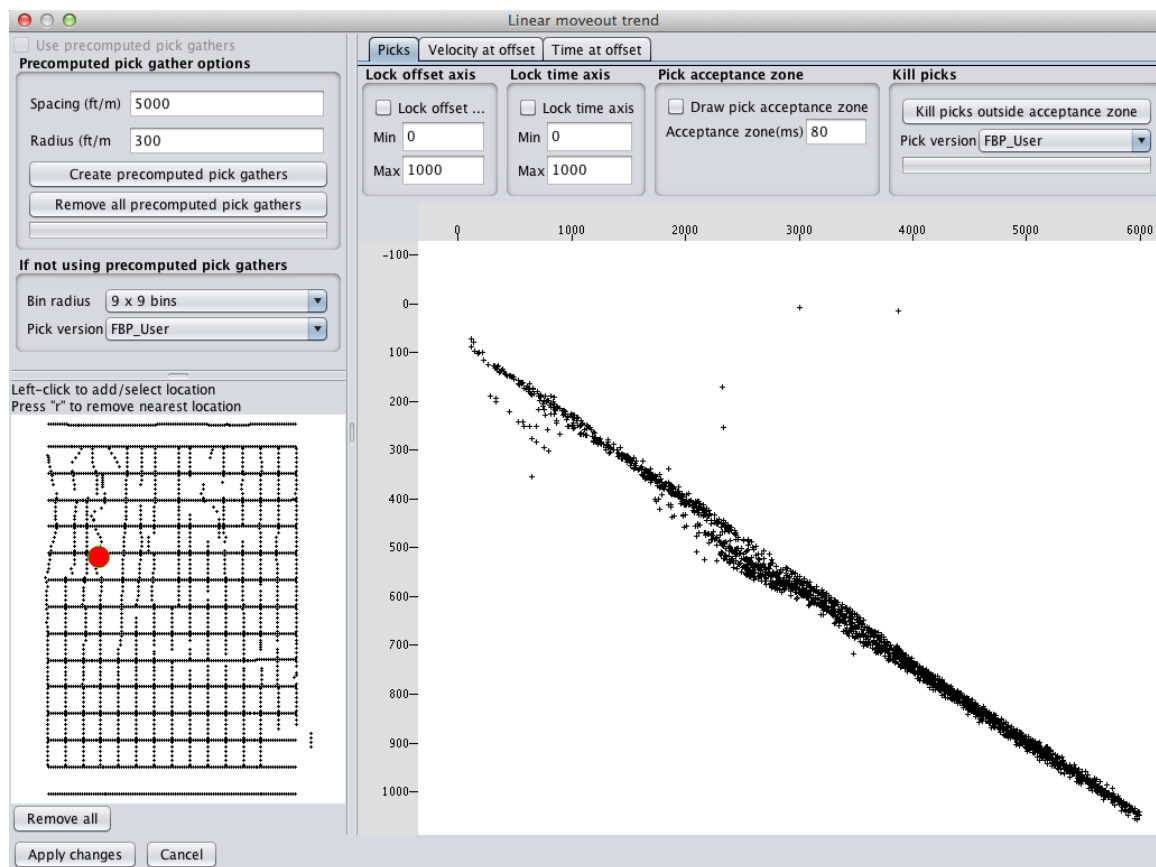 Linear moveout trend
Use precomputed pick gathers
Precomputed pick gather options
Spacing (ft/m) 5000
Radius (ft/m 300
Create precomputed pick gathers
Remove all precomputed pick gathers
If not using precomputed pick gathers
Bin radius 9 x 9 bins
Pick version FBP_User
Left-click to add/select location
Press "r" to remove nearest location
Remove all
Apply changes Cancel
Picks Velocity at offset Time at offset
Lock offset axis
Lock offset ...
Min 0
Max 1000
Lock time axis
Lock time axis
Min 0
Max 1000
Pick acceptance zone
Draw pick acceptance zone
Acceptance zone(ms) 80
Kill picks
Kill picks outside acceptance zone
Pick version FBP_User
0 1000 2000 3000 4000 5000 6000
-100
0
100
200
300
400
500
600
700
800
900
1000